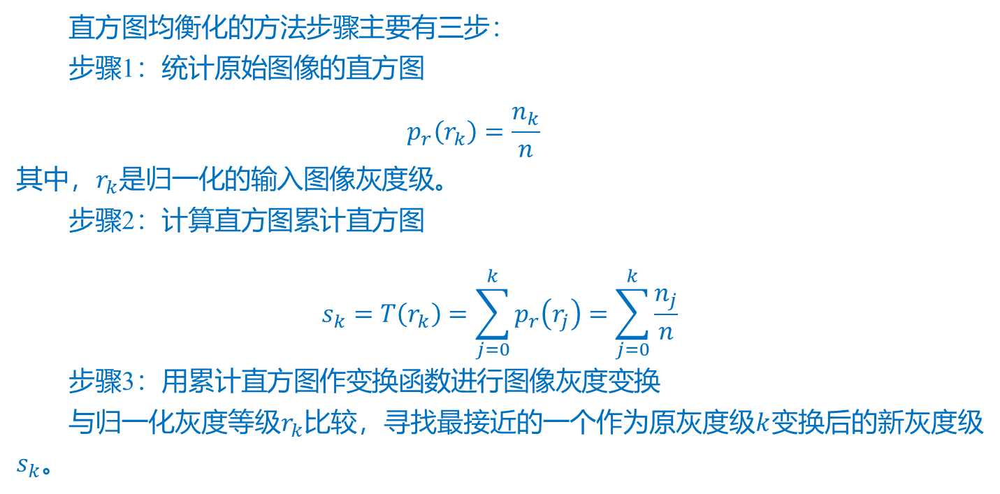 直方图均衡化的方法步骤主要有三步：
步骤1：统计原始图像的直方图
$p_r(r_k) = \frac{n_k}{n}$
其中，$r_k$是归一化的输入图像灰度级。
步骤2：计算直方图累计直方图
$s_k = T(r_k) = \sum_{j=0}^{k} p_r(r_j) = \sum_{j=0}^{k} \frac{n_j}{n}$
步骤3：用累计直方图作变换函数进行图像灰度变换
与归一化灰度等级$r_k$比较，寻找最接近的一个作为原灰度级$k$变换后的新灰度级
$s_k$。